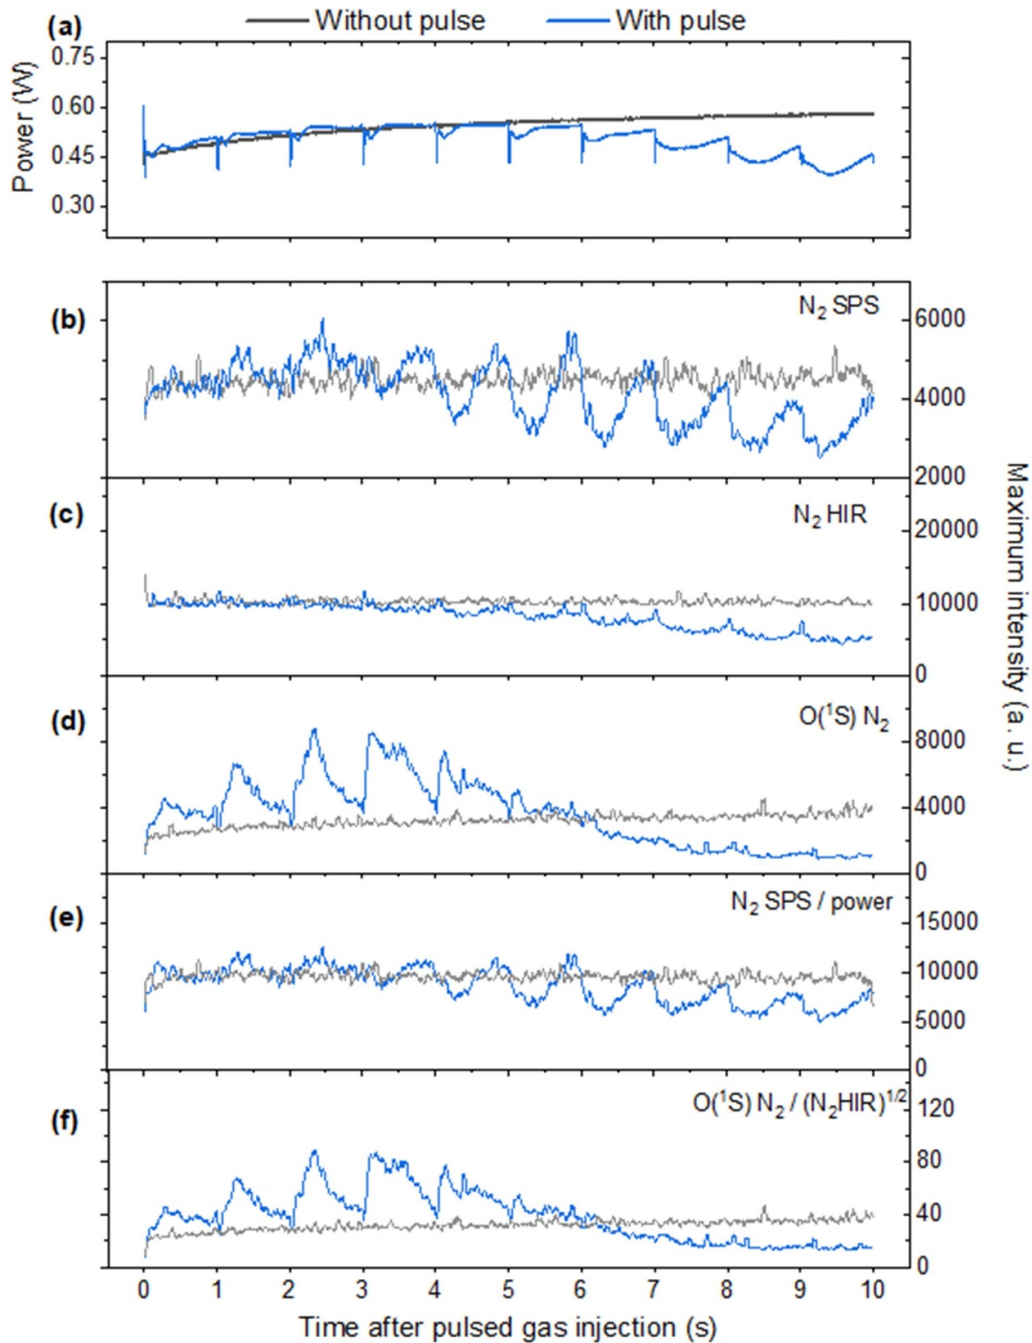 (a)
Without pulse
With pulse
Power (W)
0.75
0.60
0.45
0.30
(b)
N₂ SPS
6000
4000
2000
(c)
N₂ HIR
20000
10000
0
(d)
O(¹S) N₂
8000
4000
0
(e)
N₂ SPS / power
15000
10000
5000
0
(f)
O(¹S) N₂ / (N₂HIR)¹/²
120
80
40
0
Maximum intensity (a. u.)
0 1 2 3 4 5 6 7 8 9 10
Time after pulsed gas injection (s)